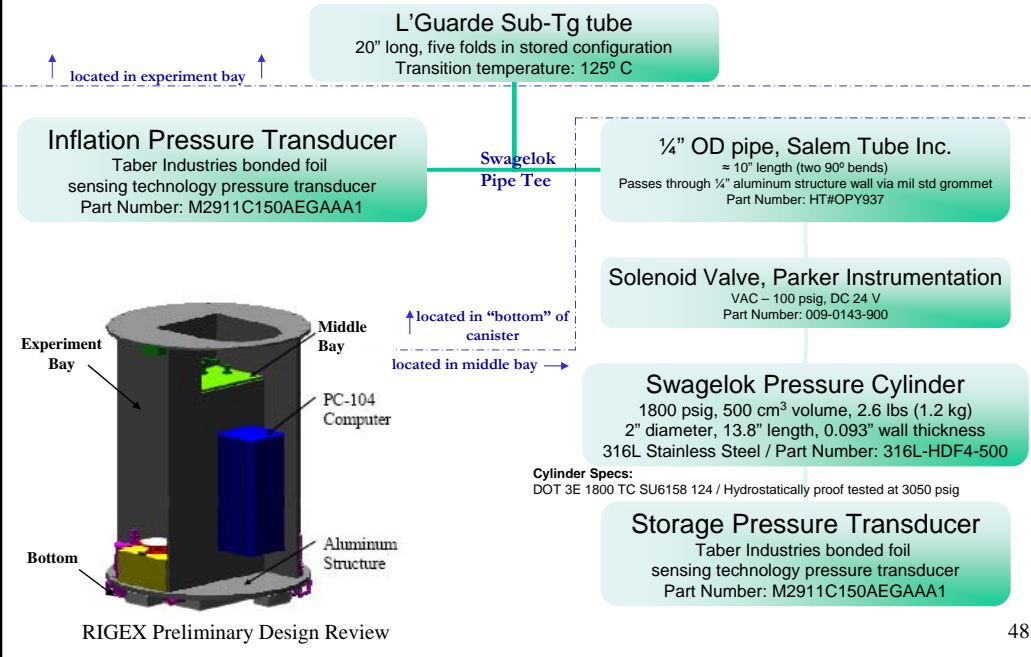 L’Guarde Sub-Tg tube
20” long, five folds in stored configuration
Transition temperature: 125º C
located in experiment bay
Inflation Pressure Transducer
Taber Industries bonded foil
sensing technology pressure transducer
Part Number: M2911C150AEGAAA1
Swagelok
Pipe Tee
¼” OD pipe, Salem Tube Inc.
≈ 10” length (two 90º bends)
Passes through ¼” aluminum structure wall via mil std grommet
Part Number: HT#OPY937
Solenoid Valve, Parker Instrumentation
VAC – 100 psig, DC 24 V
Part Number: 009-0143-900
located in “bottom” of
canister
located in middle bay
Swagelok Pressure Cylinder
1800 psig, 500 cm³ volume, 2.6 lbs (1.2 kg)
2” diameter, 13.8” length, 0.093” wall thickness
316L Stainless Steel / Part Number: 316L-HDF4-500
Cylinder Specs:
DOT 3E 1800 TC SU6158 124 / Hydrostatically proof tested at 3050 psig
Storage Pressure Transducer
Taber Industries bonded foil
sensing technology pressure transducer
Part Number: M2911C150AEGAAA1
Experiment
Bay
Middle
Bay
PC-104
Computer
Aluminum
Structure
Bottom
RIGEX Preliminary Design Review
48